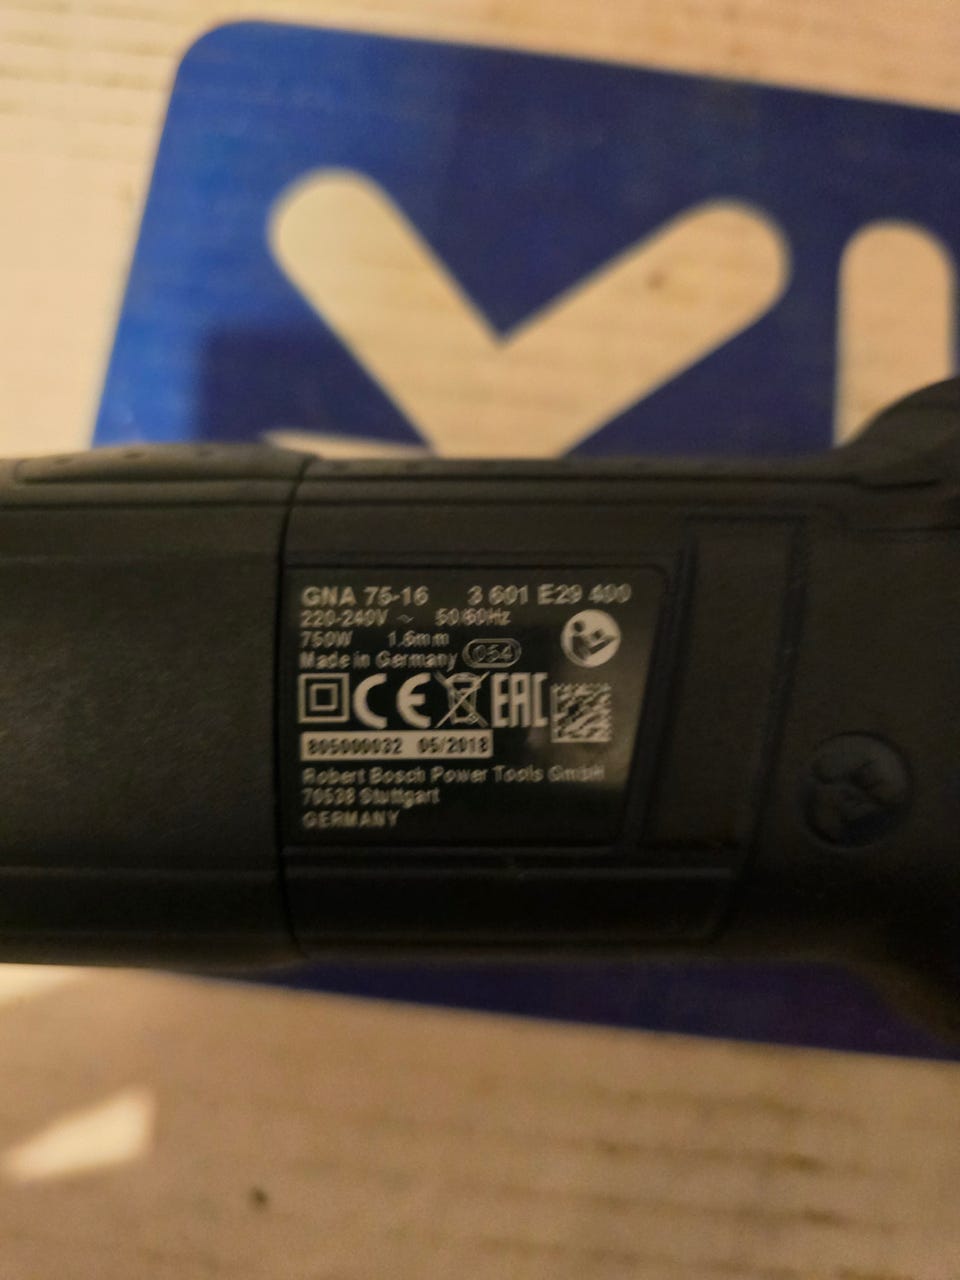 GNA 75-16 3 601 E29 400
220-240V ~ 50/60Hz
750W 1.6mm
Made in Germany 054
CE EAC
805000032 05/2018
Robert Bosch Power Tools GmbH
70538 Stuttgart
GERMANY